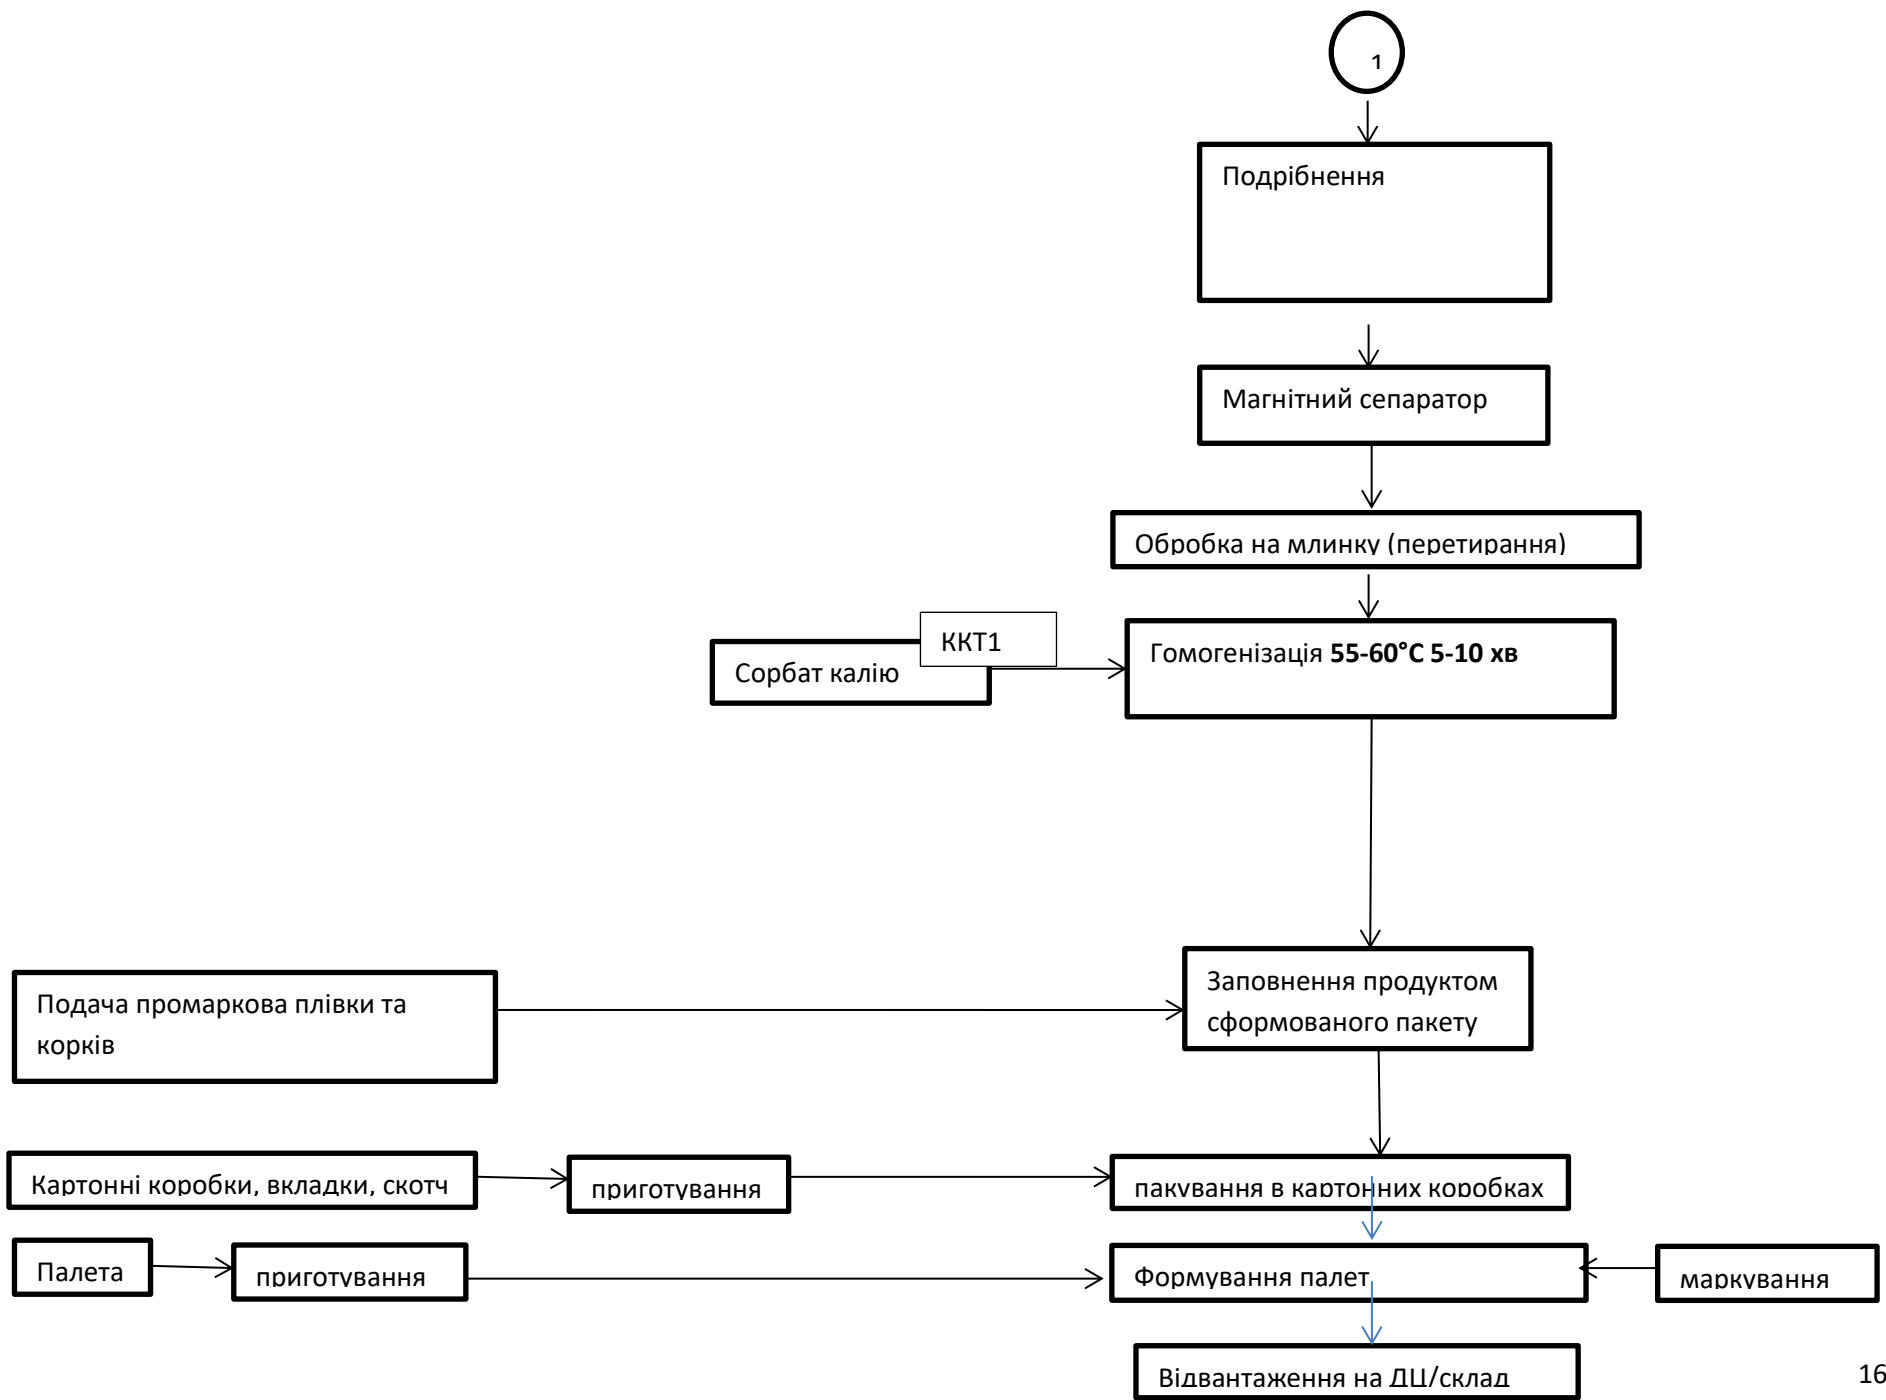 1
Подрібнення
Магнітний сепаратор
Обробка на млинку (перетирання)
ККТ1
Сорбат калію
Гомогенізація 55-60°С 5-10 хв
Заповнення продуктом
сформованого пакету
Подача промаркова плівки та
корків
Картонні коробки, вкладки, скотч
приготування
пакування в картонних коробках
Палета
приготування
Формування палет
маркування
Відвантаження на ДЦ/склад
16